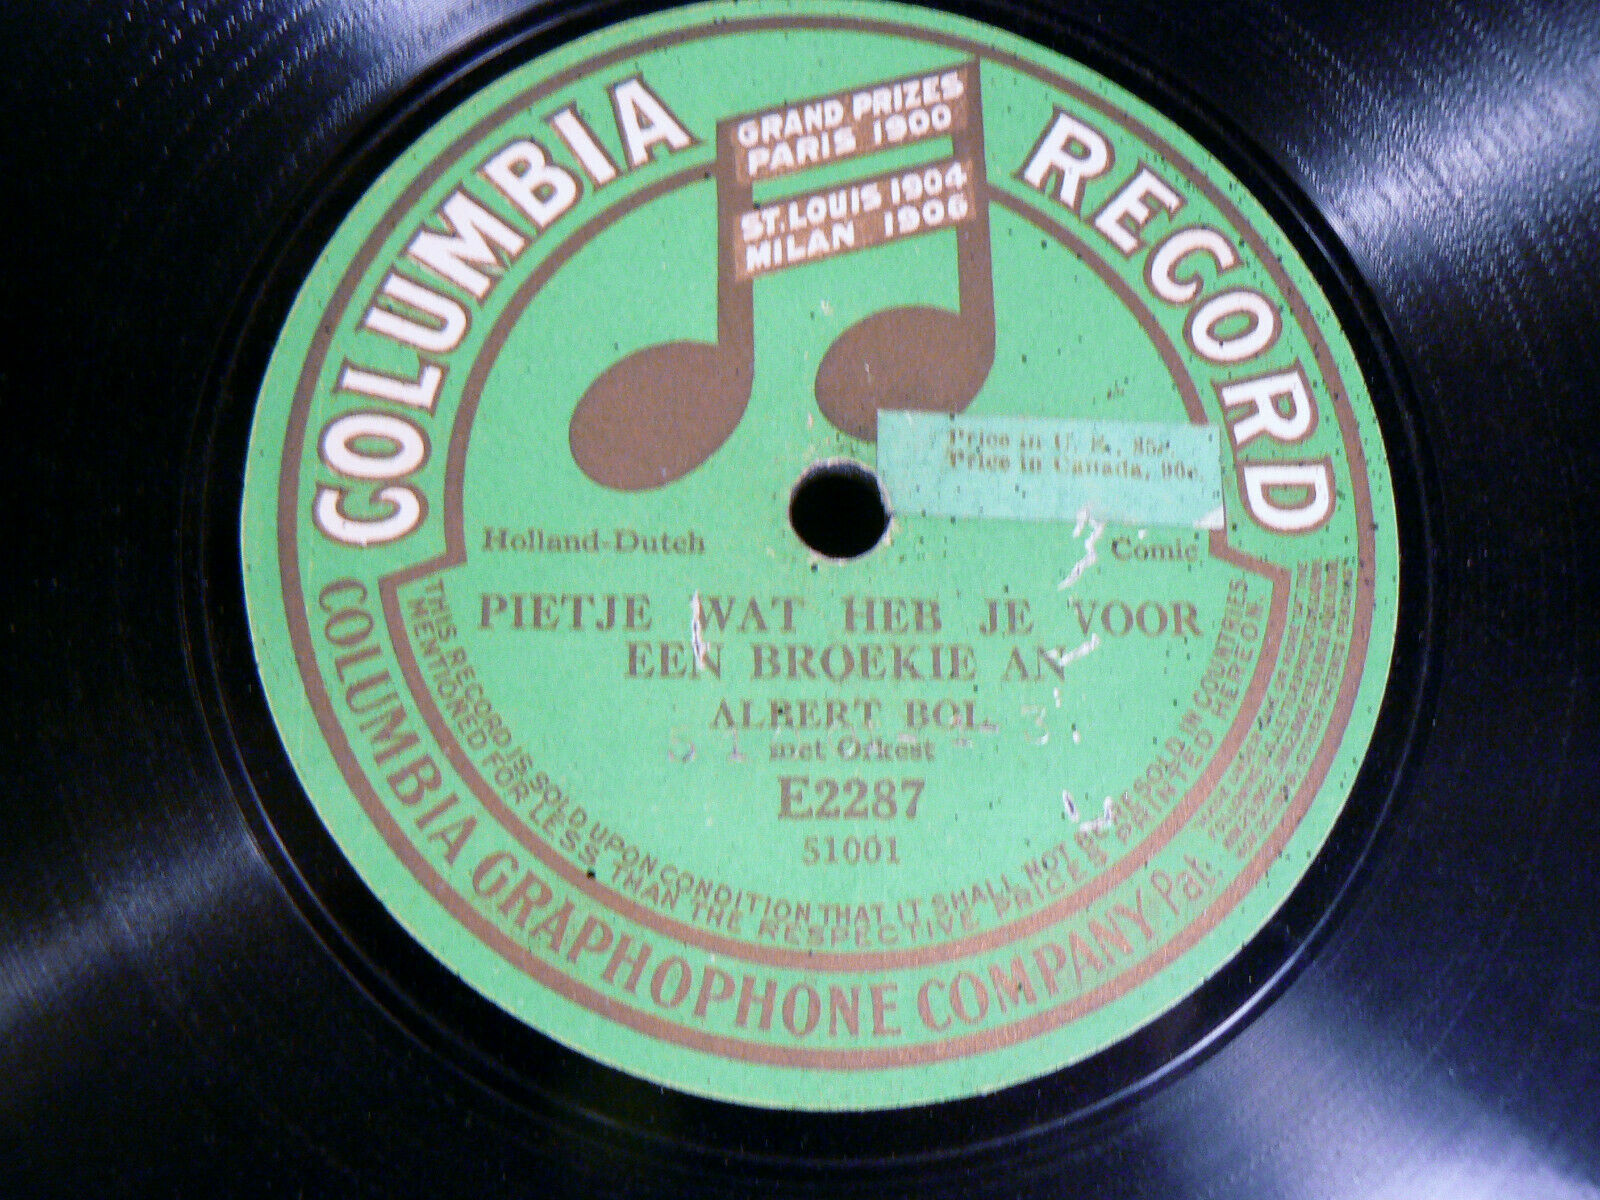 COLUMBIA RECORD
GRAND PRIZES
PARIS 1900
ST. LOUIS 1904
MILAN 1906
Price in U. S., 85c.
Price in Canada, 90c.
Holland-Dutch
Comic
PIETJE WAT HEB JE VOOR
EEN BROEKIE AN
ALBERT BOL
met Orkest
E2287
51001
THIS RECORD IS SOLD UPON CONDITION THAT IT SHALL NOT BE RESOLD IN COUNTRIES
MENTIONED FOR LESS THAN THE RESPECTIVE PRICES PRINTED HEREON.
COLUMBIA GRAPHOPHONE COMPANY, Pat.